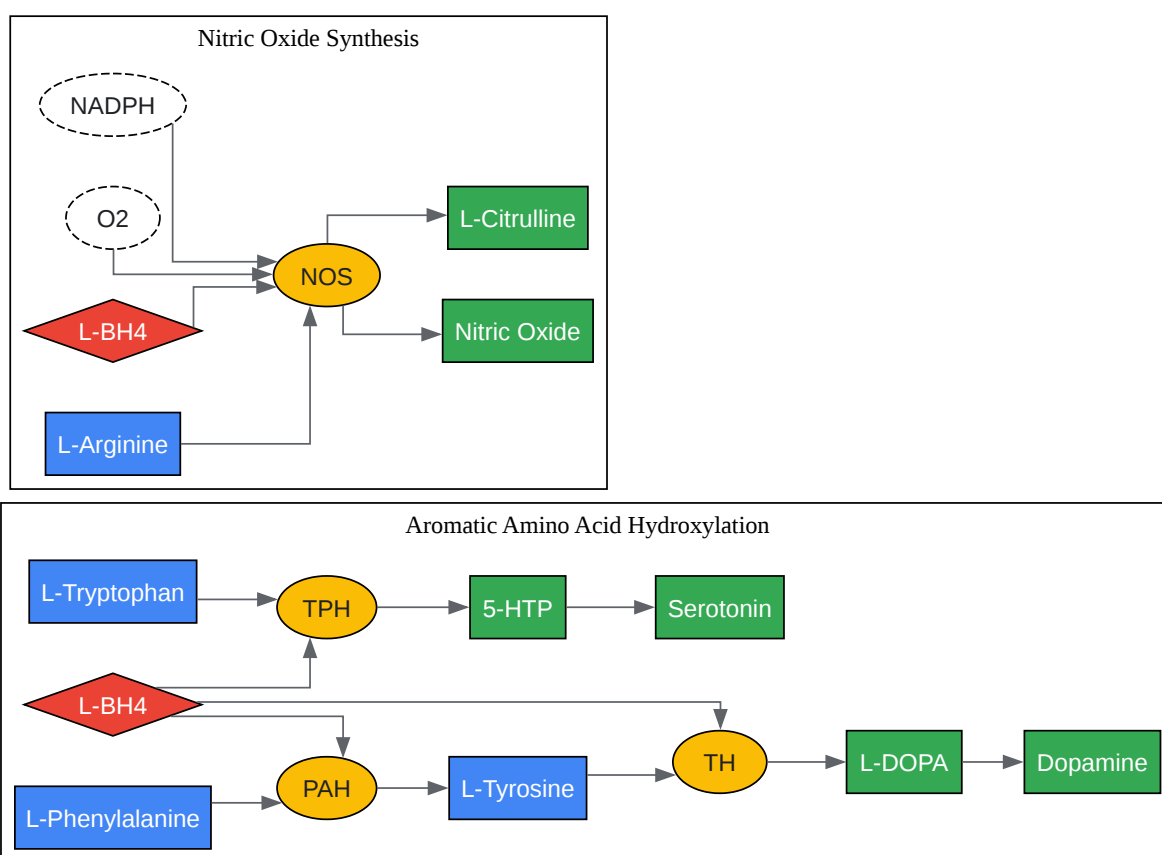 Nitric Oxide Synthesis
NADPH
O2
L-Citrulline
NOS
L-BH4
Nitric Oxide
L-Arginine
Aromatic Amino Acid Hydroxylation
L-Tryptophan
TPH
5-HTP
Serotonin
L-BH4
TH
L-DOPA
Dopamine
PAH
L-Tyrosine
L-Phenylalanine